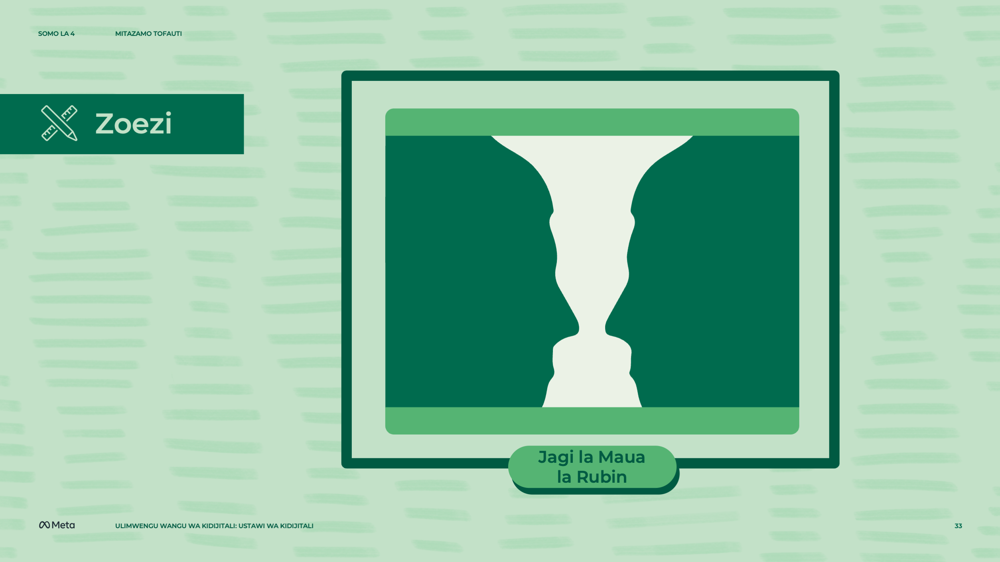 SOMO LA 4
MITAZAMO TOFAUTI
Zoezi
Jagi la Maua
la Rubin
Meta
ULIMWENGU WANGU WA KIDIJITALI: USTAWI WA KIDIJITALI
33